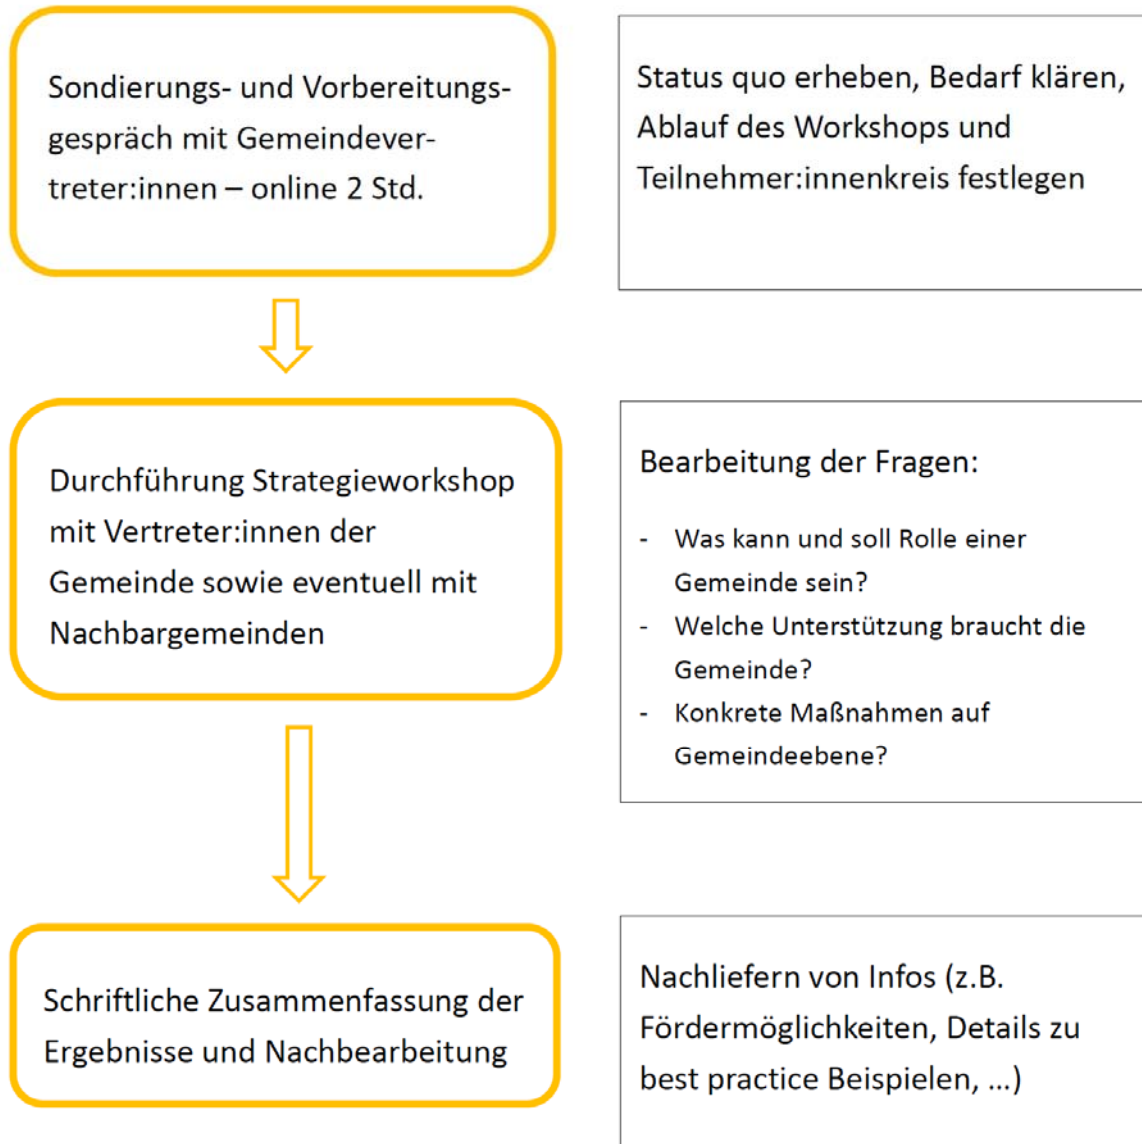 Sondierungs- und Vorbereitungs-
gespräch mit Gemeindever-
treter:innen – online 2 Std.
Status quo erheben, Bedarf klären,
Ablauf des Workshops und
Teilnehmer:innenkreis festlegen
Durchführung Strategieworkshop
mit Vertreter:innen der
Gemeinde sowie eventuell mit
Nachbargemeinden
Bearbeitung der Fragen:
- Was kann und soll Rolle einer
Gemeinde sein?
- Welche Unterstützung braucht die
Gemeinde?
- Konkrete Maßnahmen auf
Gemeindeebene?
Schriftliche Zusammenfassung der
Ergebnisse und Nachbearbeitung
Nachliefern von Infos (z.B.
Fördermöglichkeiten, Details zu
best practice Beispielen, ...)